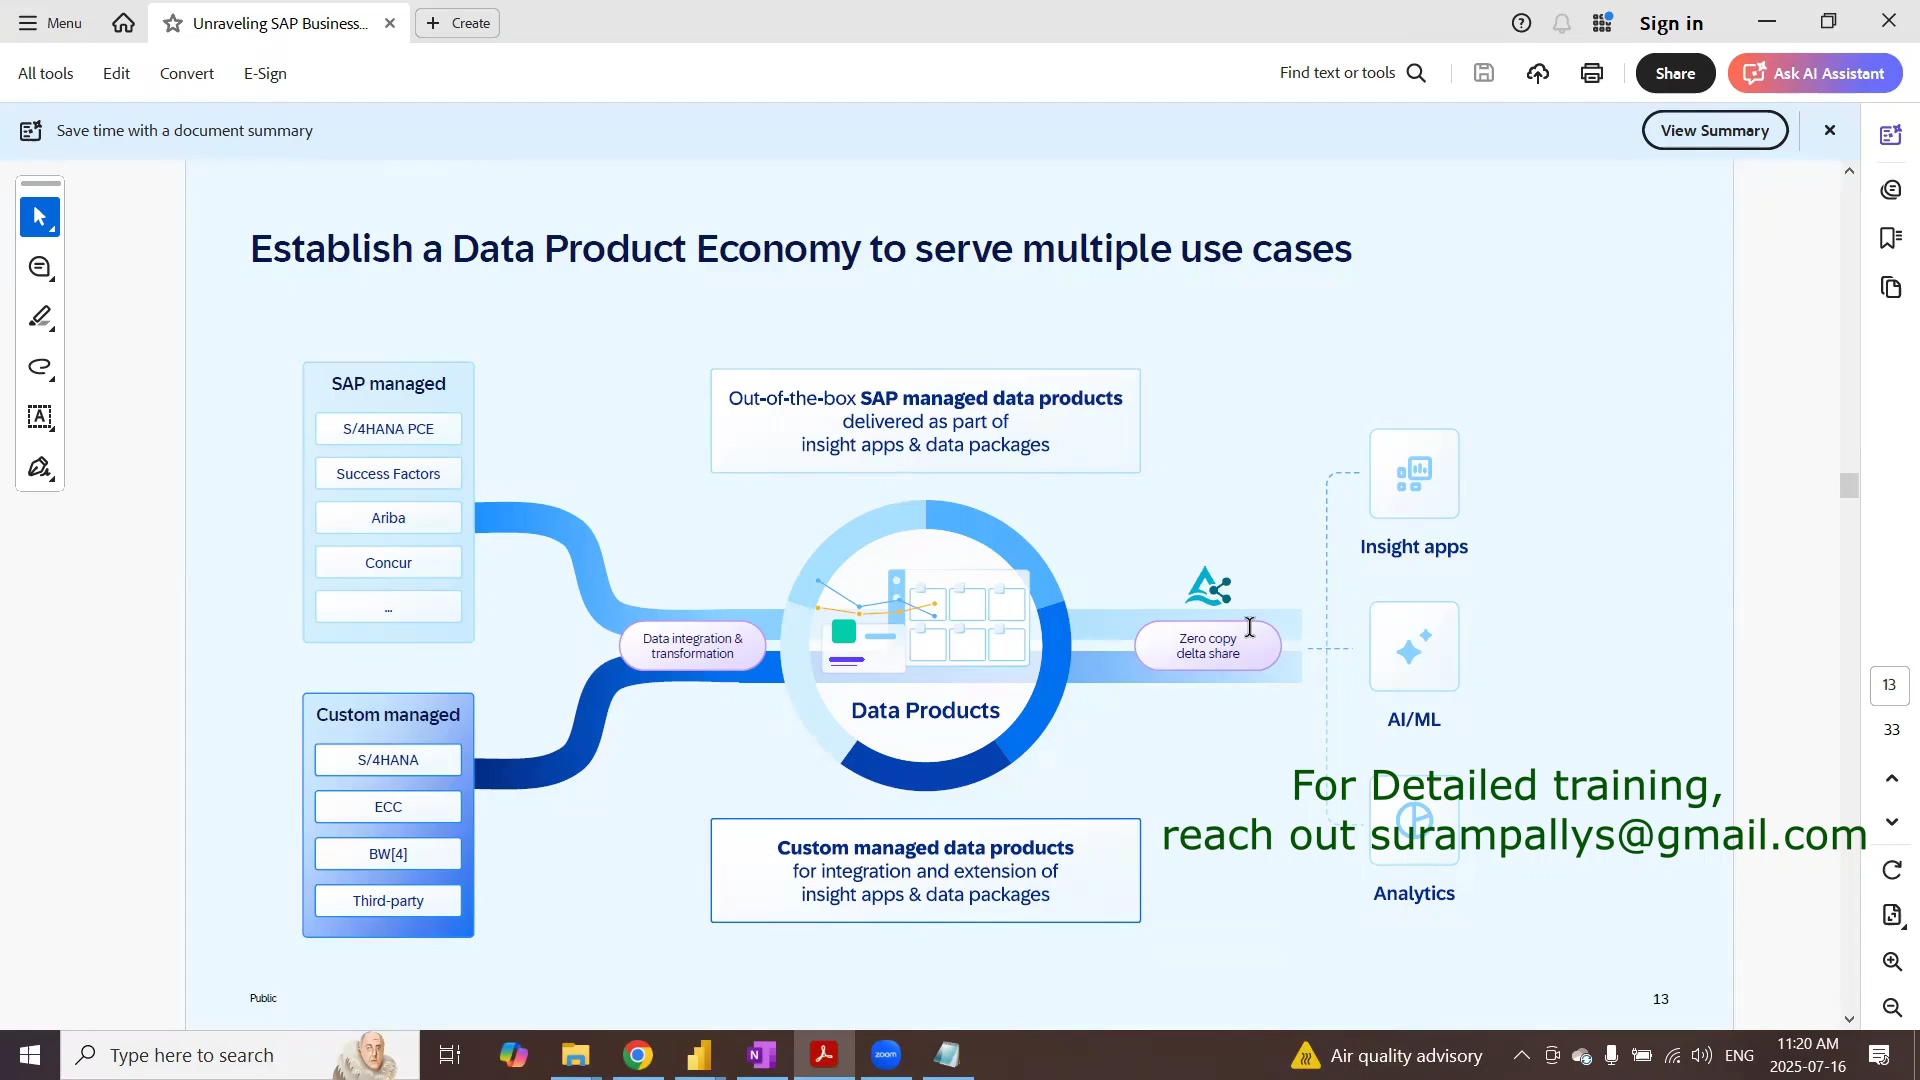 Menu
Unraveling SAP Business...
Create
Sign in
All tools
Edit
Convert
E-Sign
Find text or tools
Share
Ask AI Assistant
Save time with a document summary
View Summary
Establish a Data Product Economy to serve multiple use cases
SAP managed
S/4HANA PCE
Success Factors
Ariba
Concur
...
Custom managed
S/4HANA
ECC
BW[4]
Third-party
Data integration &
transformation
Out-of-the-box SAP managed data products
delivered as part of
insight apps & data packages
Data Products
Custom managed data products
for integration and extension of
insight apps & data packages
Zero copy
delta share
Insight apps
AI/ML
Analytics
For Detailed training,
reach out surampallys@gmail.com
Public
13
13
33
Type here to search
zoom
Air quality advisory
ENG
11:20 AM
2025-07-16